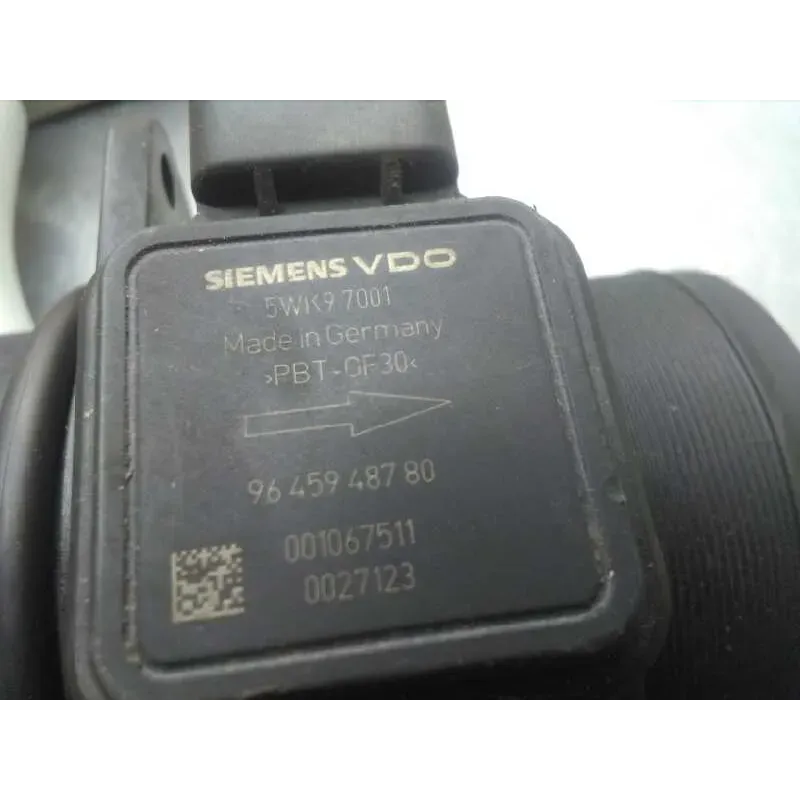 SIEMENS VDO
5WK9 7001
Made in Germany
>PBT-GF30<
96 459 487 80
001067511
0027123